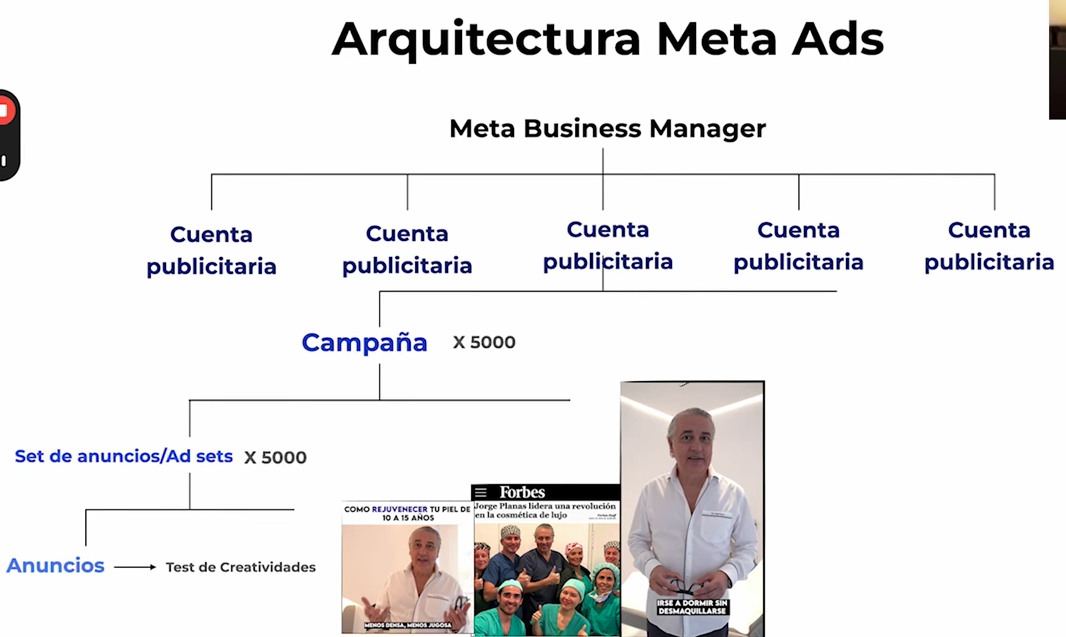 Arquitectura Meta Ads
Meta Business Manager
Cuenta
publicitaria
Cuenta
publicitaria
Cuenta
publicitaria
Cuenta
publicitaria
Cuenta
publicitaria
Campaña X 5000
Set de anuncios/Ad sets X 5000
Anuncios
Test de Creatividades
COMO REJUVENECER TU PIEL DE
10 A 15 AÑOS
MENOS DENSA, MENOS JUGOSA
Forbes
Jorge Planas lidera una revolución
en la cosmética de lujo
IRSE A DORMIR SIN
DESMAQUILLARSE